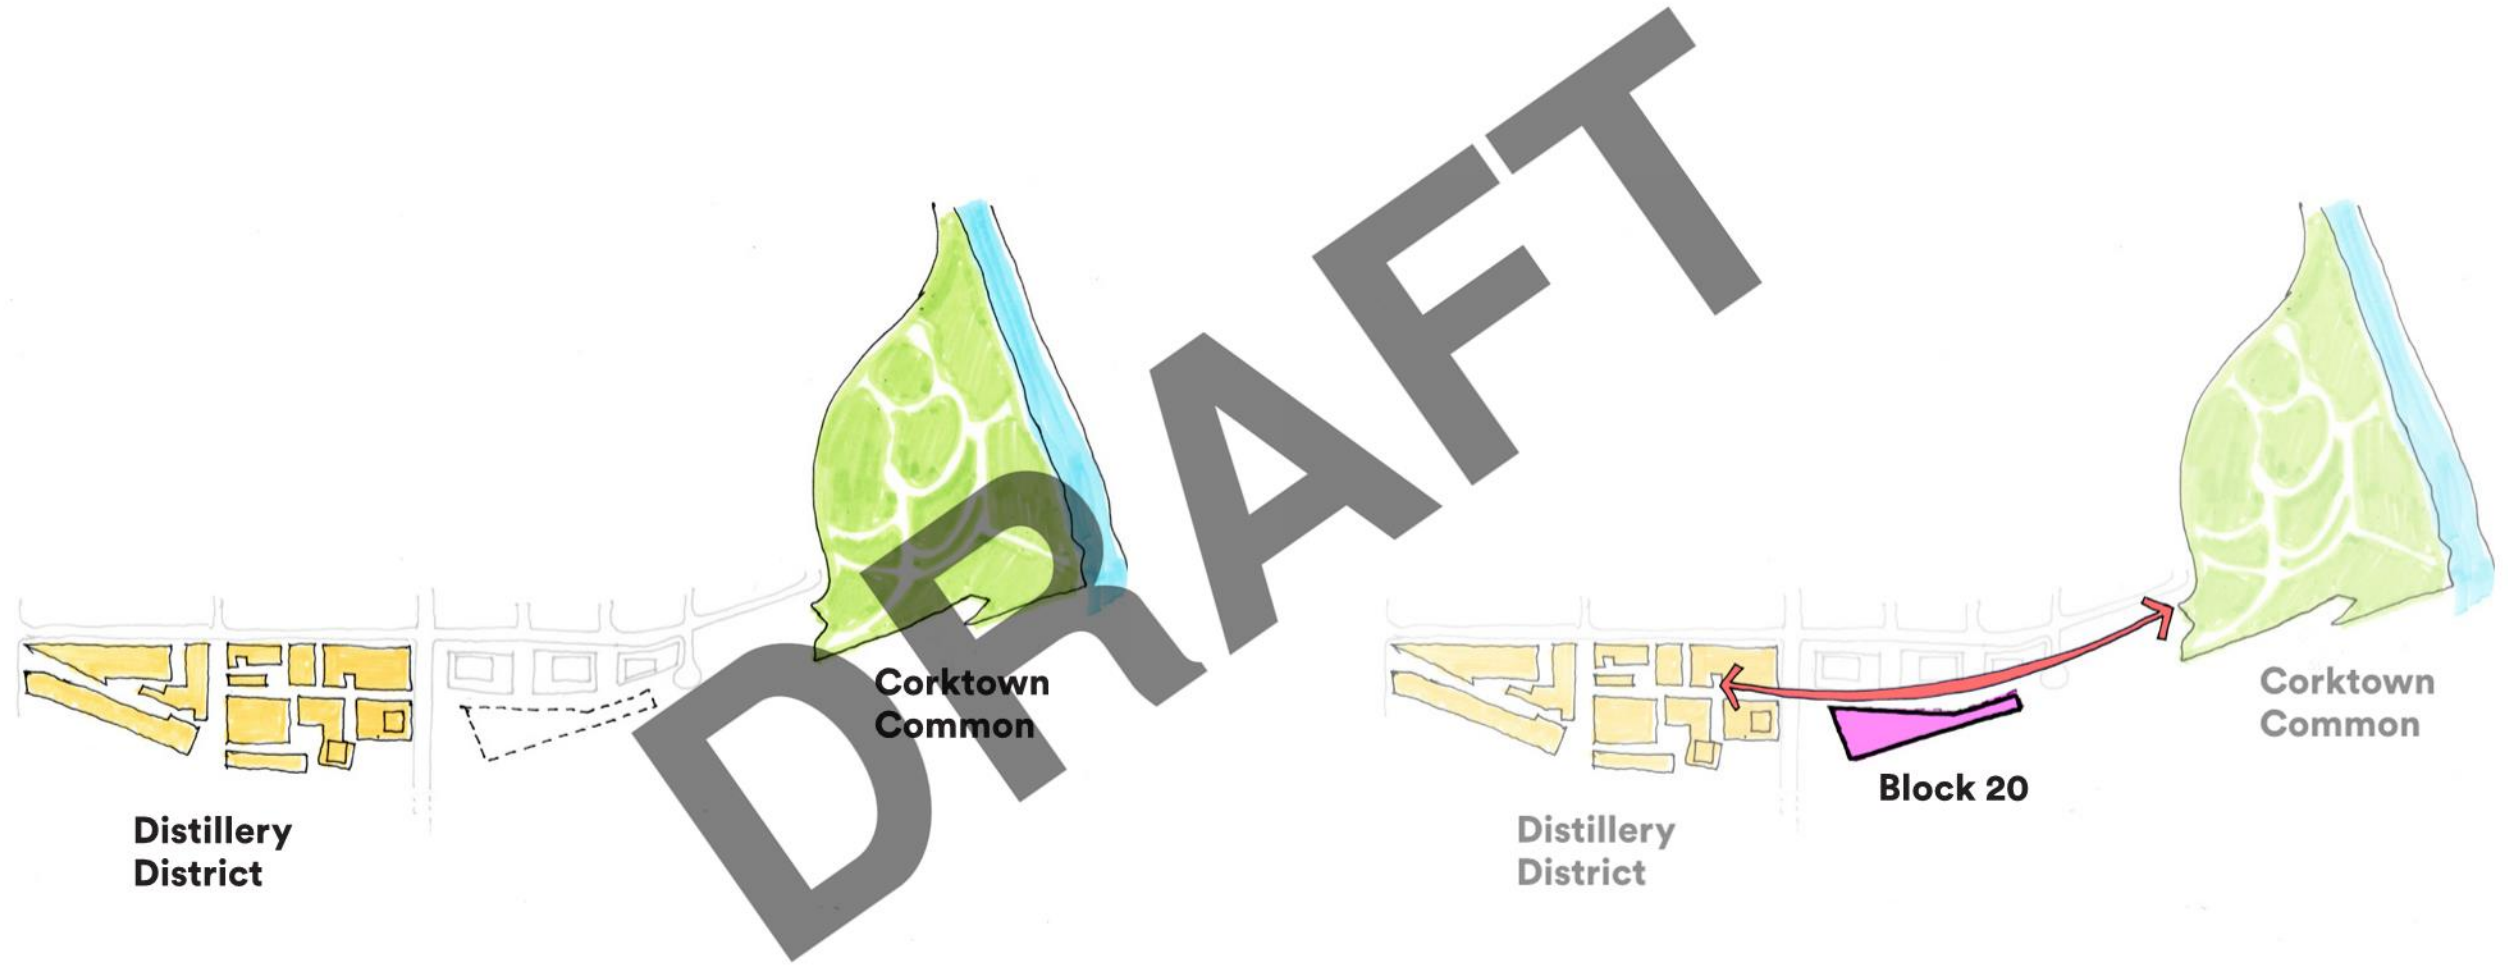 DRAFT
Corktown
Common
Distillery
District
Block 20
Corktown
Common
Distillery
District